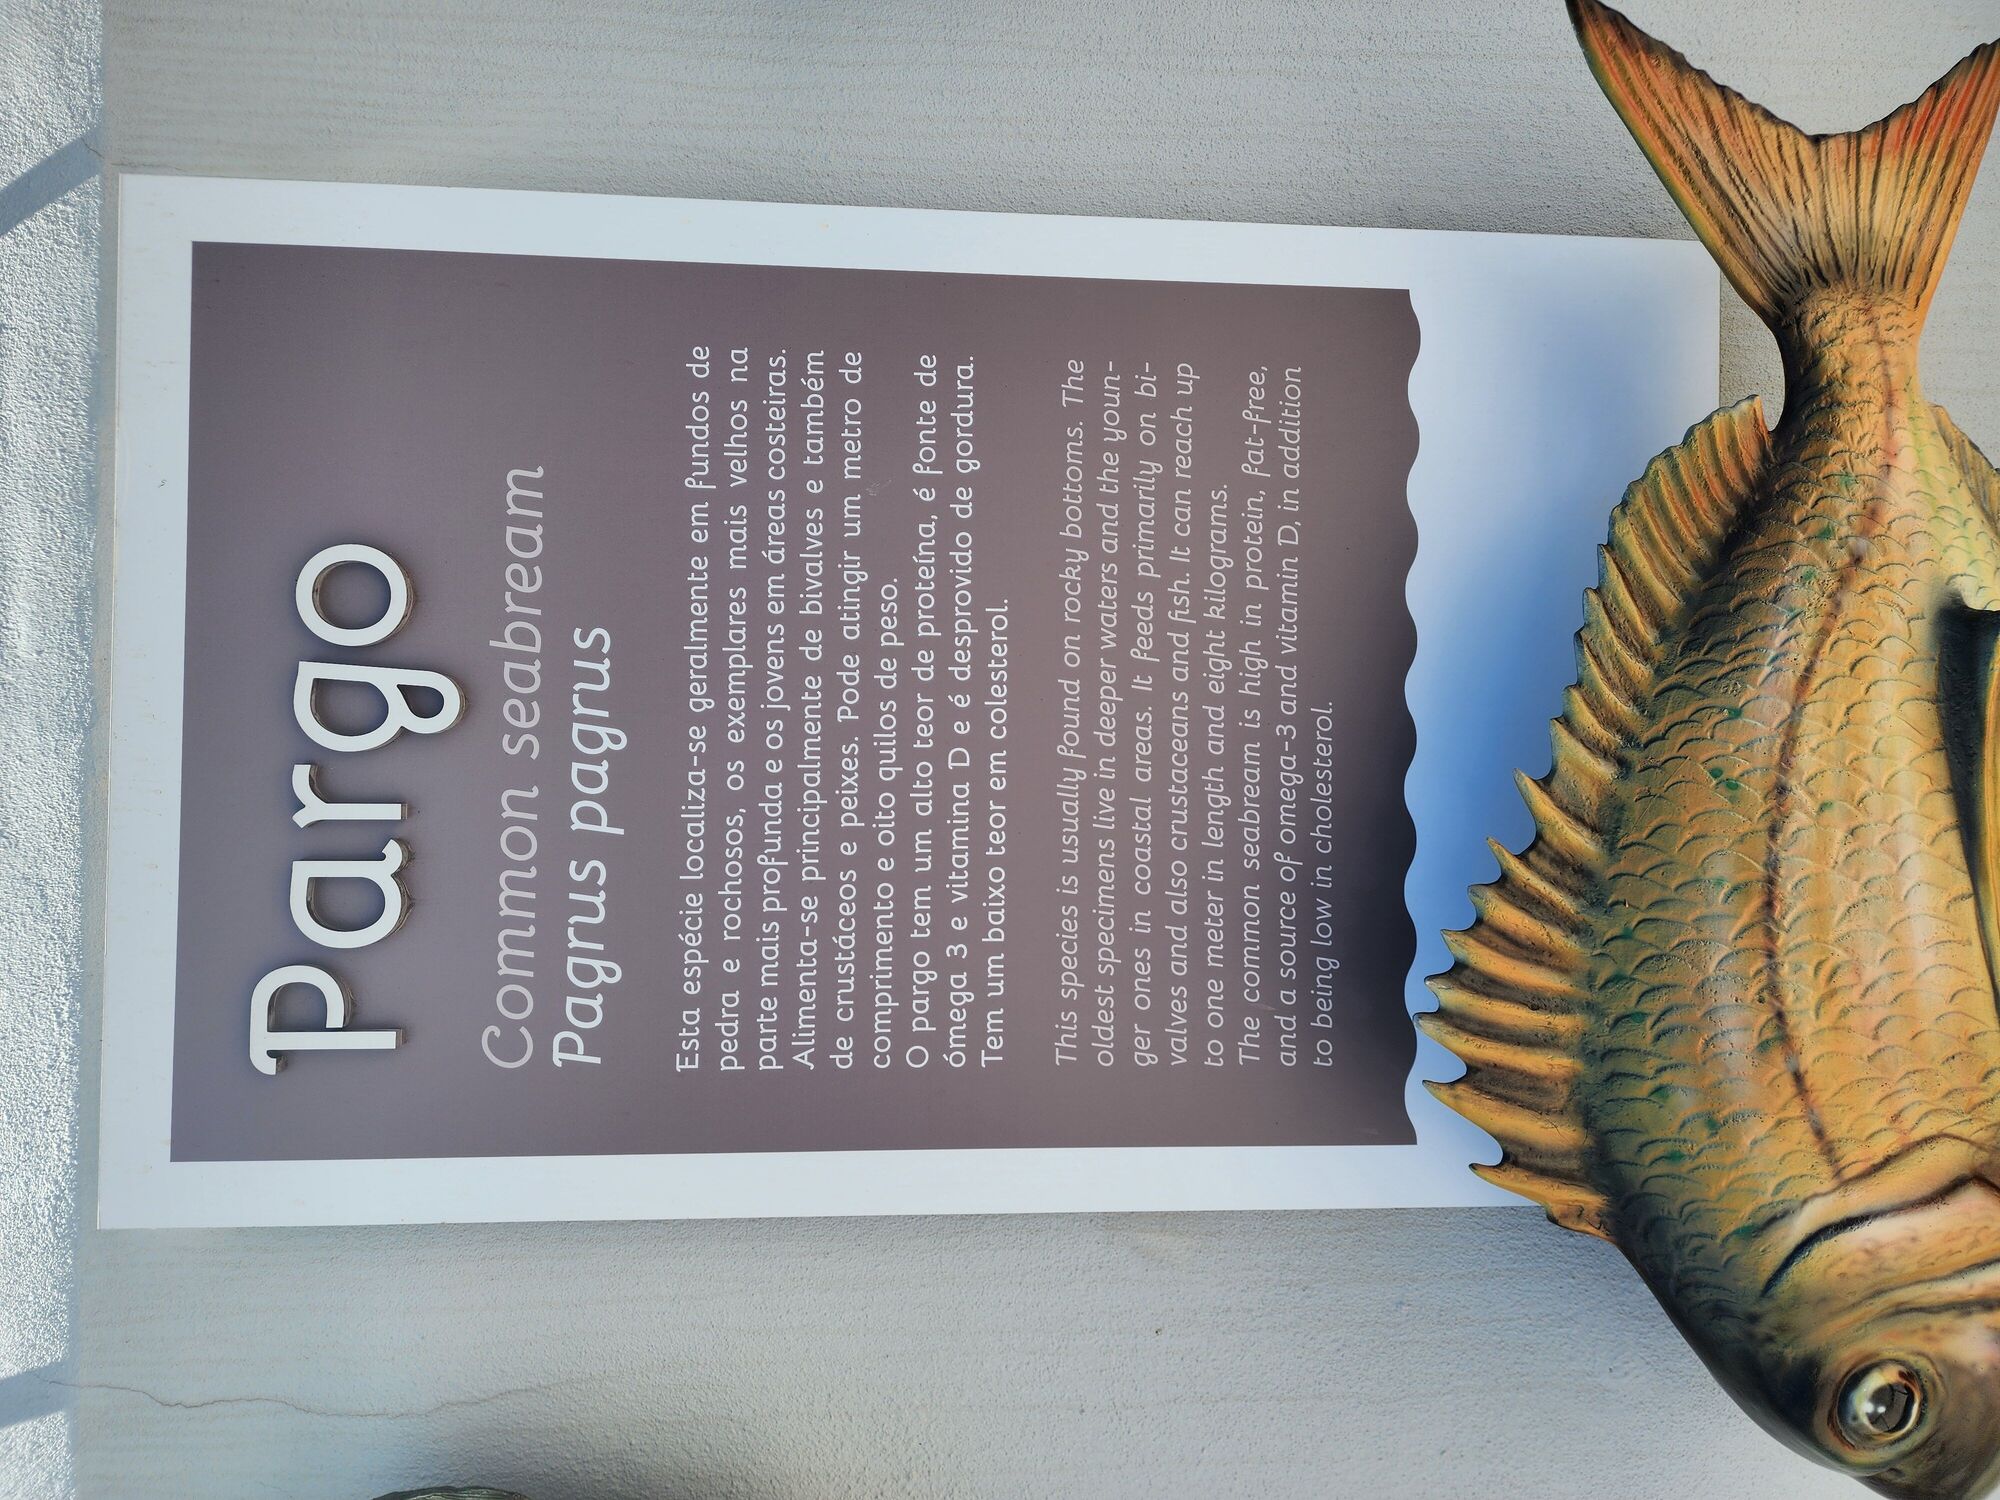 Pargo
Common seabream
Pagrus pagrus
Esta espécie localiza-se geralmente em fundos de
pedra e rochosos, os exemplares mais velhos na
parte mais profunda e os jovens em áreas costeiras.
Alimenta-se principalmente de bivalves e também
de crustáceos e peixes. Pode atingir um metro de
comprimento e oito quilos de peso.
O pargo tem um alto teor de proteína, é fonte de
ómega 3 e vitamina D e é desprovido de gordura.
Tem um baixo teor em colesterol.
This species is usually found on rocky bottoms. The
oldest specimens live in deeper waters and the youn-
ger ones in coastal areas. It feeds primarily on bi-
valves and also crustaceans and fish. It can reach up
to one meter in length and eight kilograms.
The common seabream is high in protein, fat-free,
and a source of omega-3 and vitamin D, in addition
to being low in cholesterol.